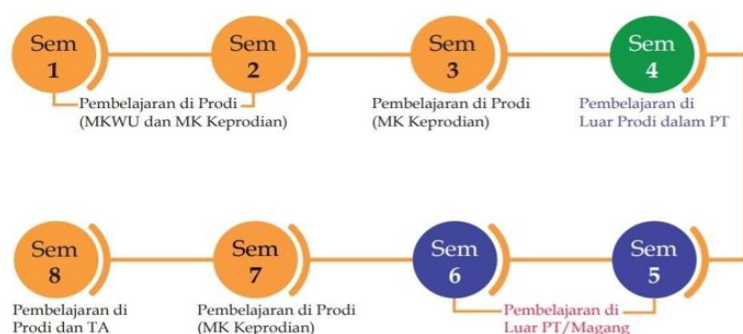 Sem
1
Sem
2
Sem
3
Sem
4
Pembelajaran di Prodi
(MKWU dan MK Keprodian)
Pembelajaran di Prodi
(MK Keprodian)
Pembelajaran di
Luar Prodi dalam PT
Sem
8
Sem
7
Sem
6
Sem
5
Pembelajaran di
Prodi dan TA
Pembelajaran di Prodi
(MK Keprodian)
Pembelajaran di
Luar PT/Magang